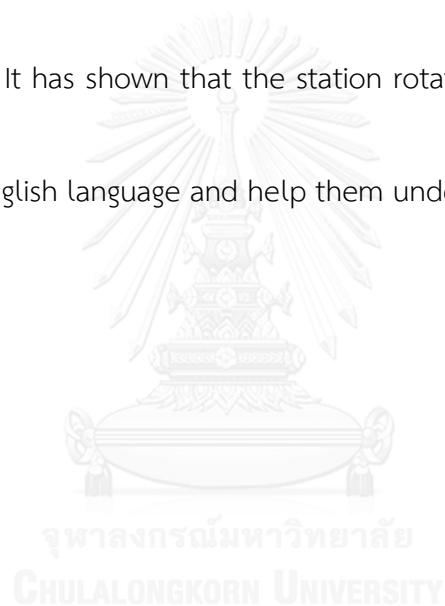 It has shown that the station rota
glish language and help them unde
จุฬาลงกรณ์มหาวิทยาลัย
CHULALONGKORN UNIVERSITY